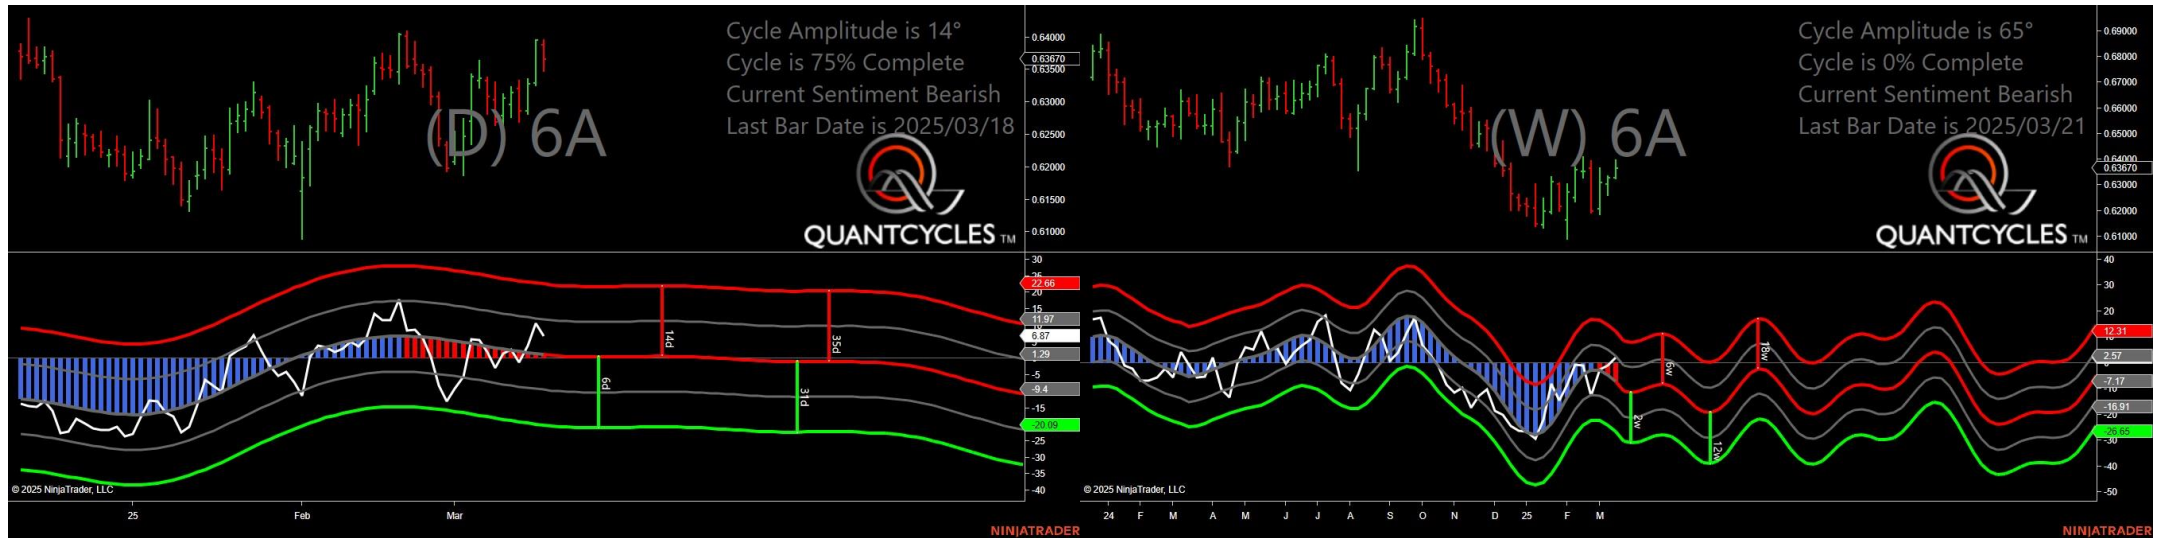 Cycle Amplitude is 14°
Cycle is 75% Complete
Current Sentiment Bearish
Last Bar Date is 2025/03/18
(D) 6A
QUANTCYCLES TM
0.64000
0.63670
0.63500
0.63000
0.62500
0.62000
0.61500
0.61000
30
25
22.66
20
15
11.97
6.87
1.29
-5
-9.4
-15
-20.09
-25
-30
-35
-40
14d
35d
6d
31d
© 2025 NinjaTrader, LLC
25 Feb Mar
NINJATRADER
Cycle Amplitude is 65°
Cycle is 0% Complete
Current Sentiment Bearish
Last Bar Date is 2025/03/21
(W) 6A
QUANTCYCLES TM
0.69000
0.68000
0.67000
0.66000
0.65000
0.64000
0.63670
0.63000
0.62000
0.61000
40
30
20
12.31
2.57
-7.17
-16.91
-20
-26.65
-30
-40
-50
6w
18w
2w
12w
© 2025 NinjaTrader, LLC
24 F M A M J J A S O N D 25 F M
NINJATRADER